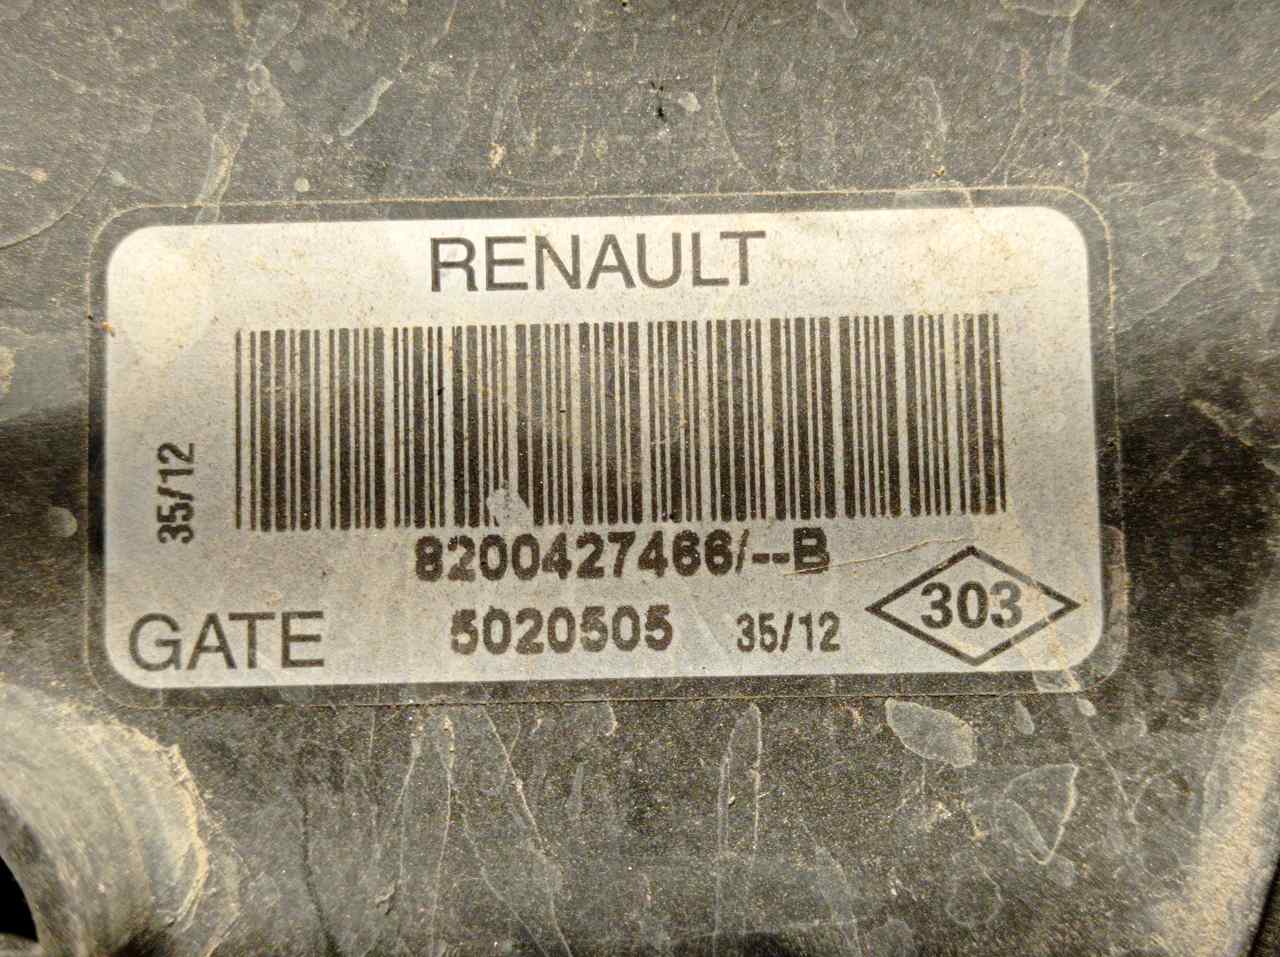 RENAULT
35/12
8200427466/--B
GATE 5020505 35/12 303